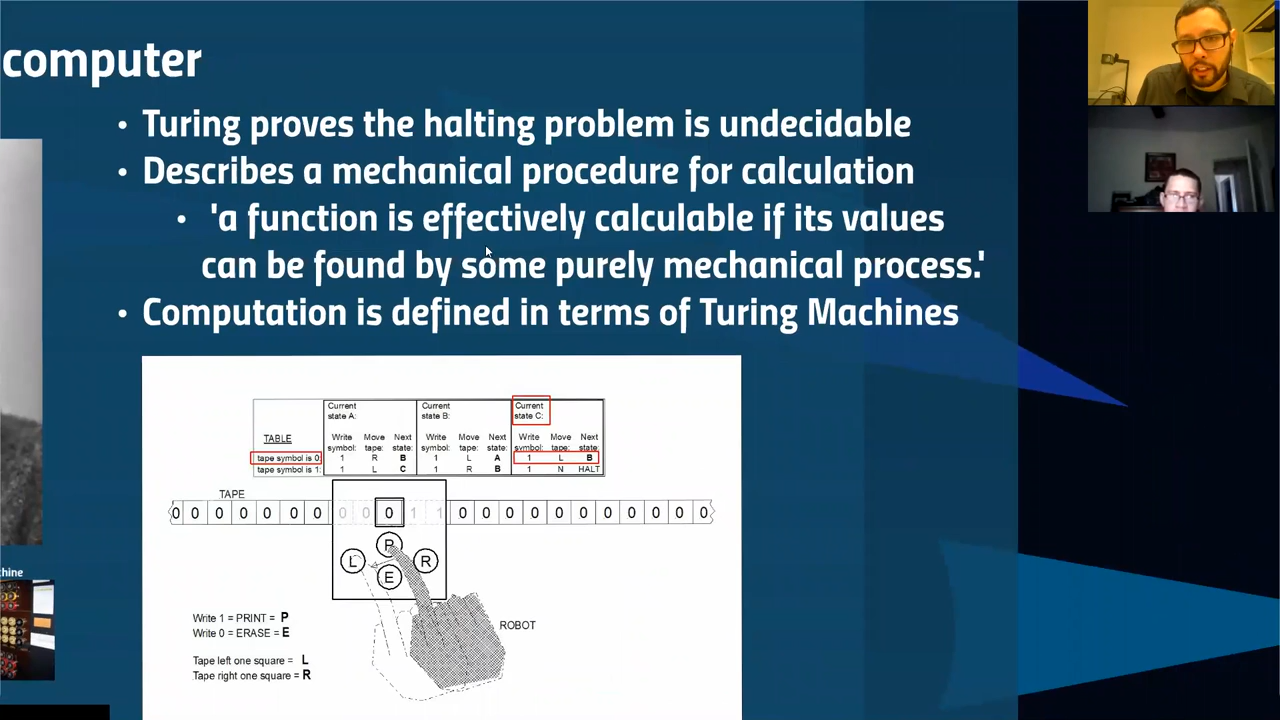 computer
• Turing proves the halting problem is undecidable
• Describes a mechanical procedure for calculation
• 'a function is effectively calculable if its values
can be found by some purely mechanical process.'
• Computation is defined in terms of Turing Machines
Current Current Current
state A: state B: state C:
TABLE Write Move Next Write Move Next Write Move Next
symbol: tape: state: symbol: tape: state: symbol: tape: state:
tape symbol is 0: 1 R B 1 L A 1 L B
tape symbol is 1: 1 L C 1 R B 1 N HALT
TAPE
0 0 0 0 0 0 0 0 0 0 1 1 0 0 0 0 0 0 0 0 0 0 0
P
L R
E
Write 1 = PRINT = P
Write 0 = ERASE = E
ROBOT
Tape left one square = L
Tape right one square = R
hine